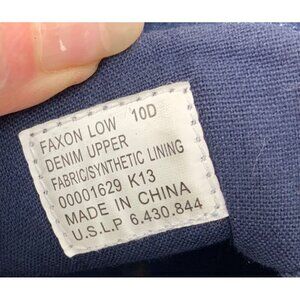 FAXON LOW 10D
DENIM UPPER
FABRIC/SYNTHETIC LINING
00001629 K13
MADE IN CHINA
U.S.L.P 6.430.844